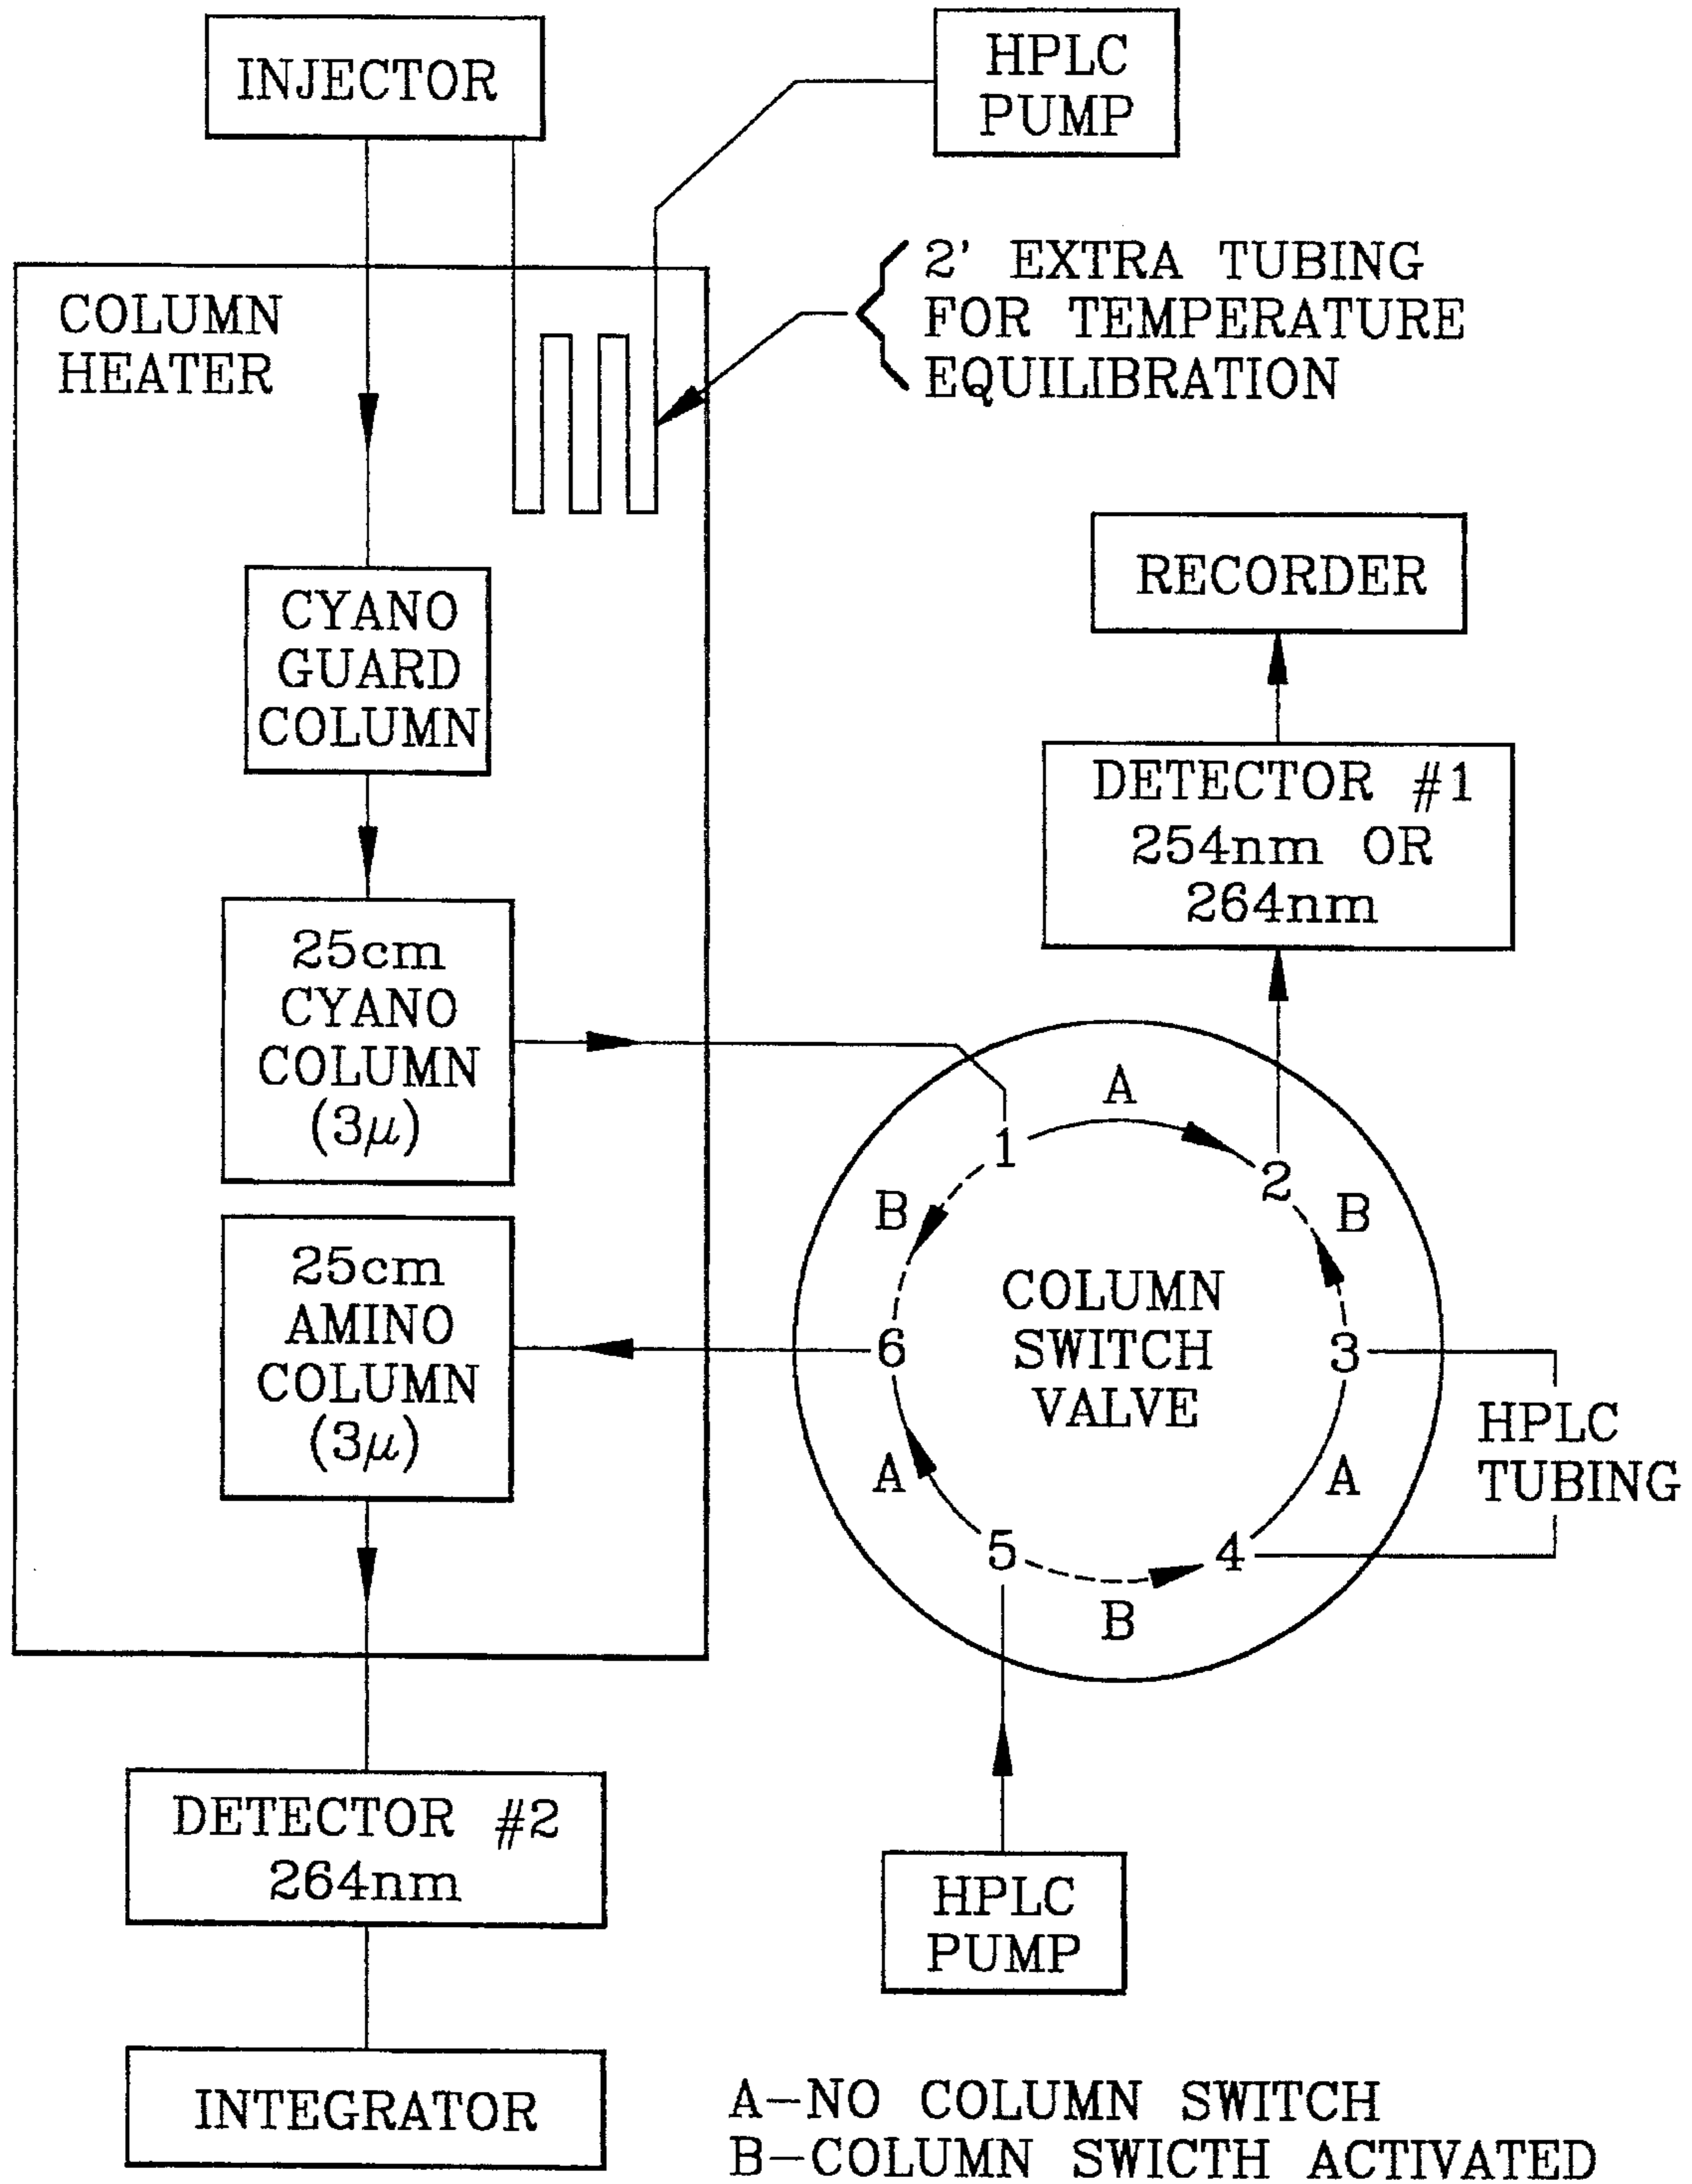 INJECTOR
HPLC
PUMP
2' EXTRA TUBING
FOR TEMPERATURE
EQUILIBRATION
COLUMN
HEATER
CYANO
GUARD
COLUMN
25cm
CYANO
COLUMN
(3μ)
25cm
AMINO
COLUMN
(3μ)
RECORDER
DETECTOR #1
254nm OR
264nm
A
1
2
B
B
COLUMN
SWITCH
VALVE
6
3
HPLC
TUBING
A
A
5
4
B
HPLC
PUMP
DETECTOR #2
264nm
INTEGRATOR
A-NO COLUMN SWITCH
B-COLUMN SWICTH ACTIVATED